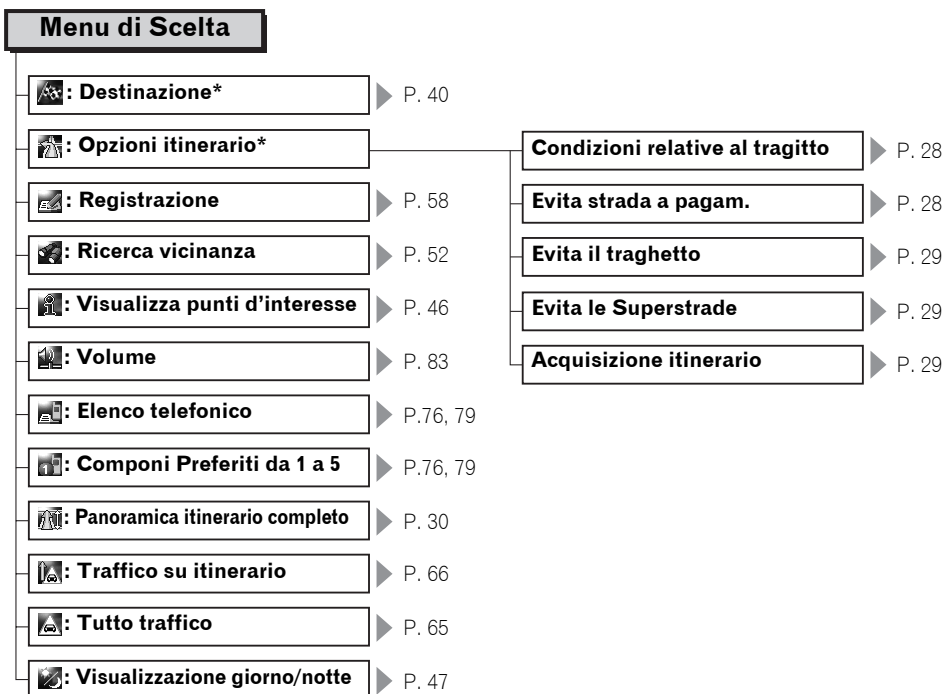 Menu di Scelta
: Destinazione* P. 40
: Opzioni itinerario*
Condizioni relative al tragitto P. 28
Evita strada a pagam. P. 28
Evita il traghetto P. 29
Evita le Superstrade P. 29
Acquisizione itinerario P. 29
: Registrazione P. 58
: Ricerca vicinanza P. 52
: Visualizza punti d'interesse P. 46
: Volume P. 83
: Elenco telefonico P.76, 79
: Componi Preferiti da 1 a 5 P.76, 79
: Panoramica itinerario completo P. 30
: Traffico su itinerario P. 66
: Tutto traffico P. 65
: Visualizzazione giorno/notte P. 47